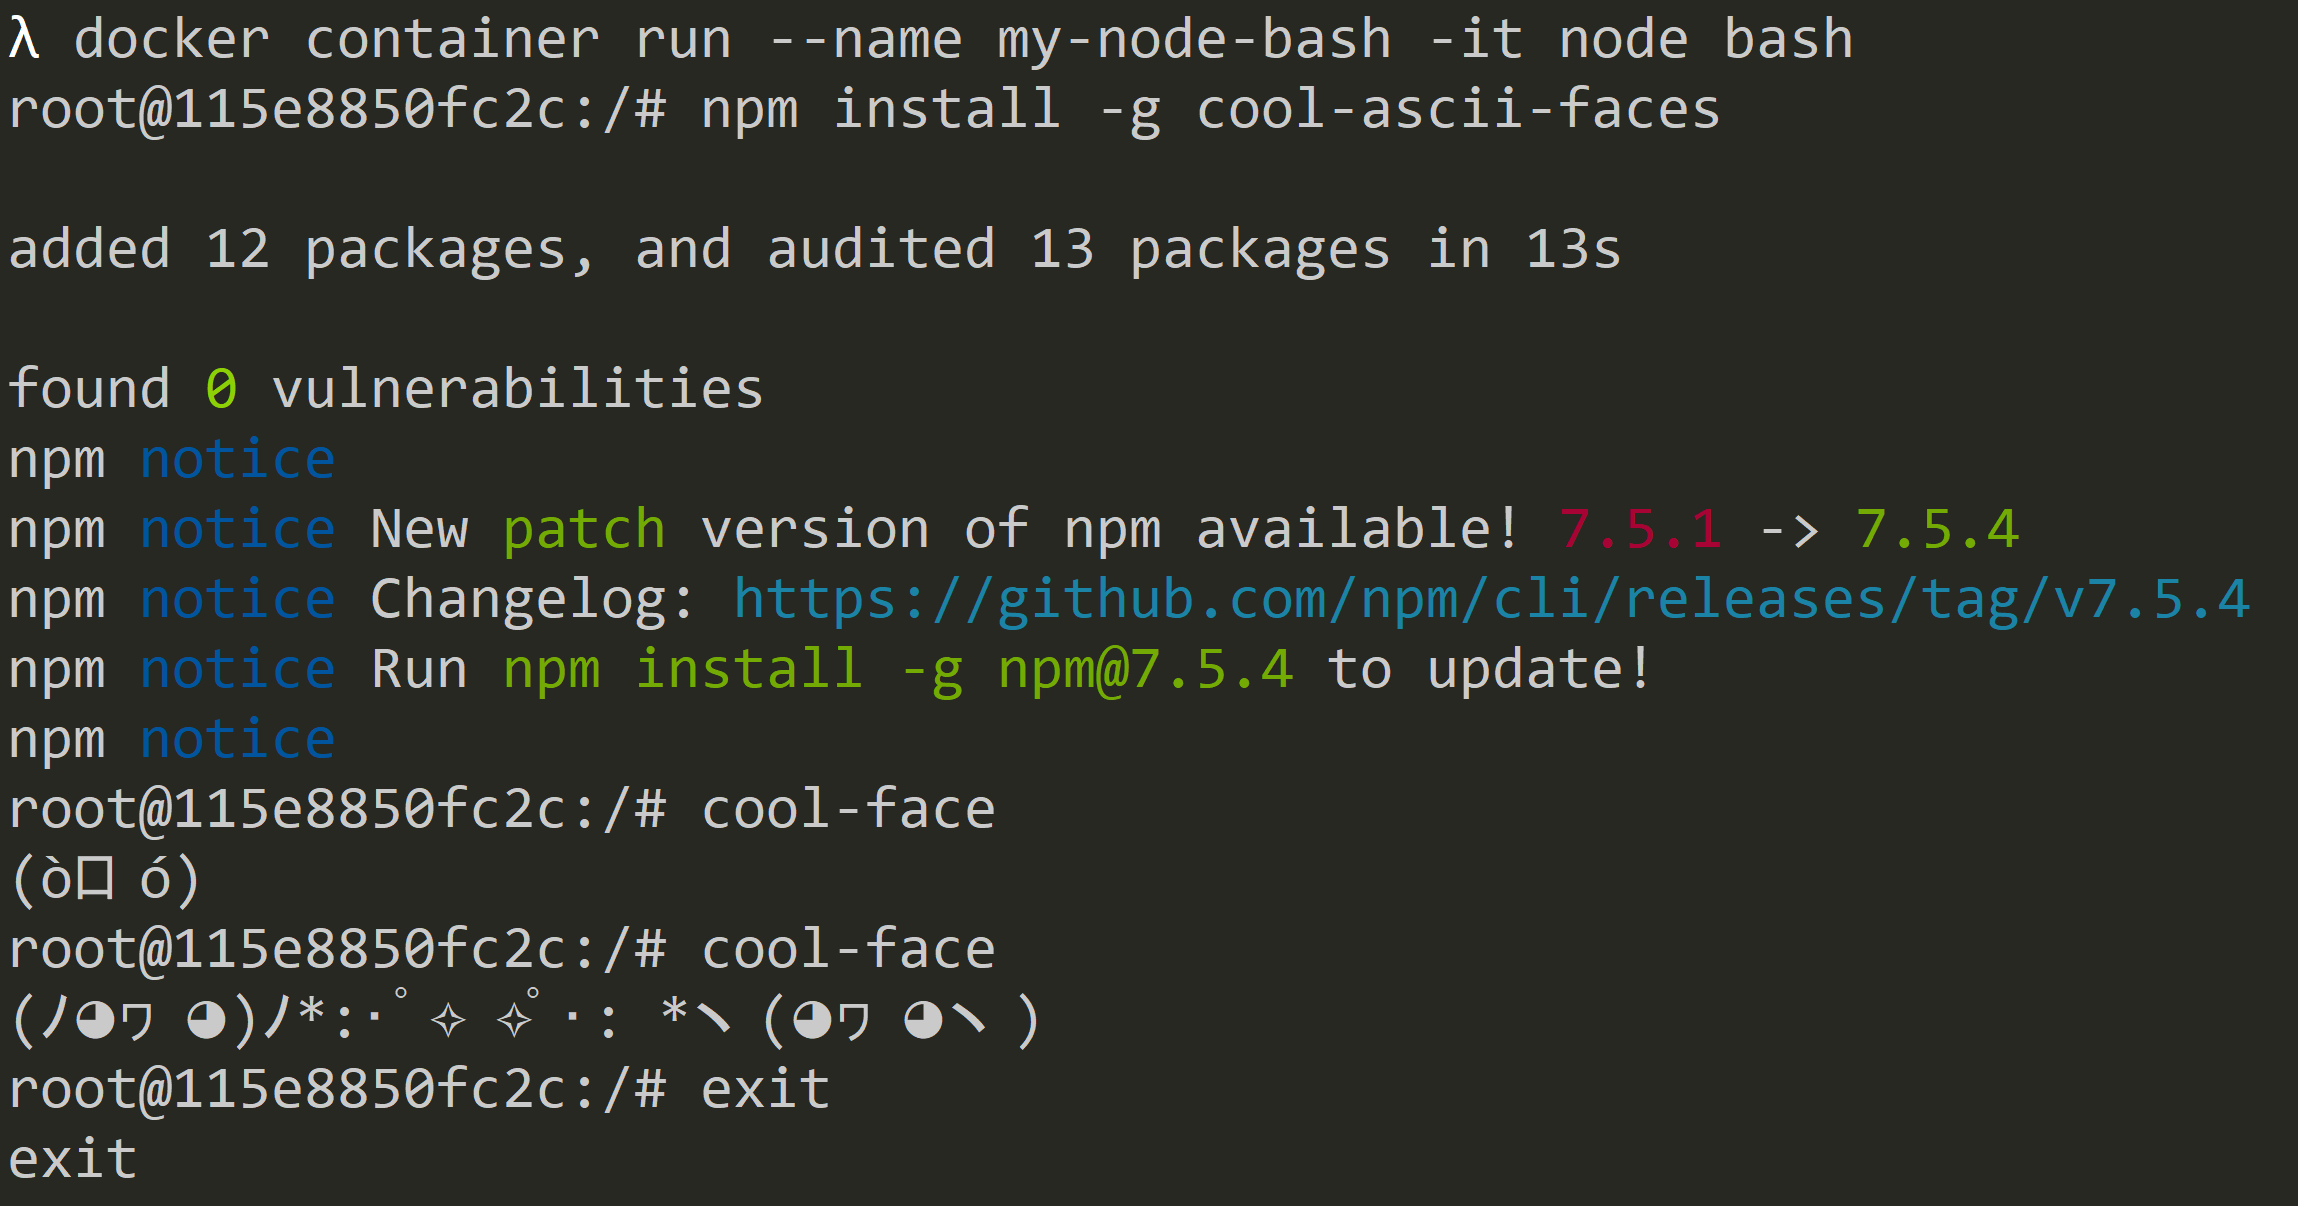 λ docker container run --name my-node-bash -it node bash
root@115e8850fc2c:/# npm install -g cool-ascii-faces
added 12 packages, and audited 13 packages in 13s
found 0 vulnerabilities
npm notice
npm notice New patch version of npm available! 7.5.1 -> 7.5.4
npm notice Changelog: https://github.com/npm/cli/releases/tag/v7.5.4
npm notice Run npm install -g npm@7.5.4 to update!
npm notice
root@115e8850fc2c:/# cool-face
(ò口 ó)
root@115e8850fc2c:/# cool-face
(ﾉ◕ヮ ◕)ﾉ*:･ﾟ✧ ✧ﾟ･: *ヽ(◕ヮ ◕ヽ)
root@115e8850fc2c:/# exit
exit